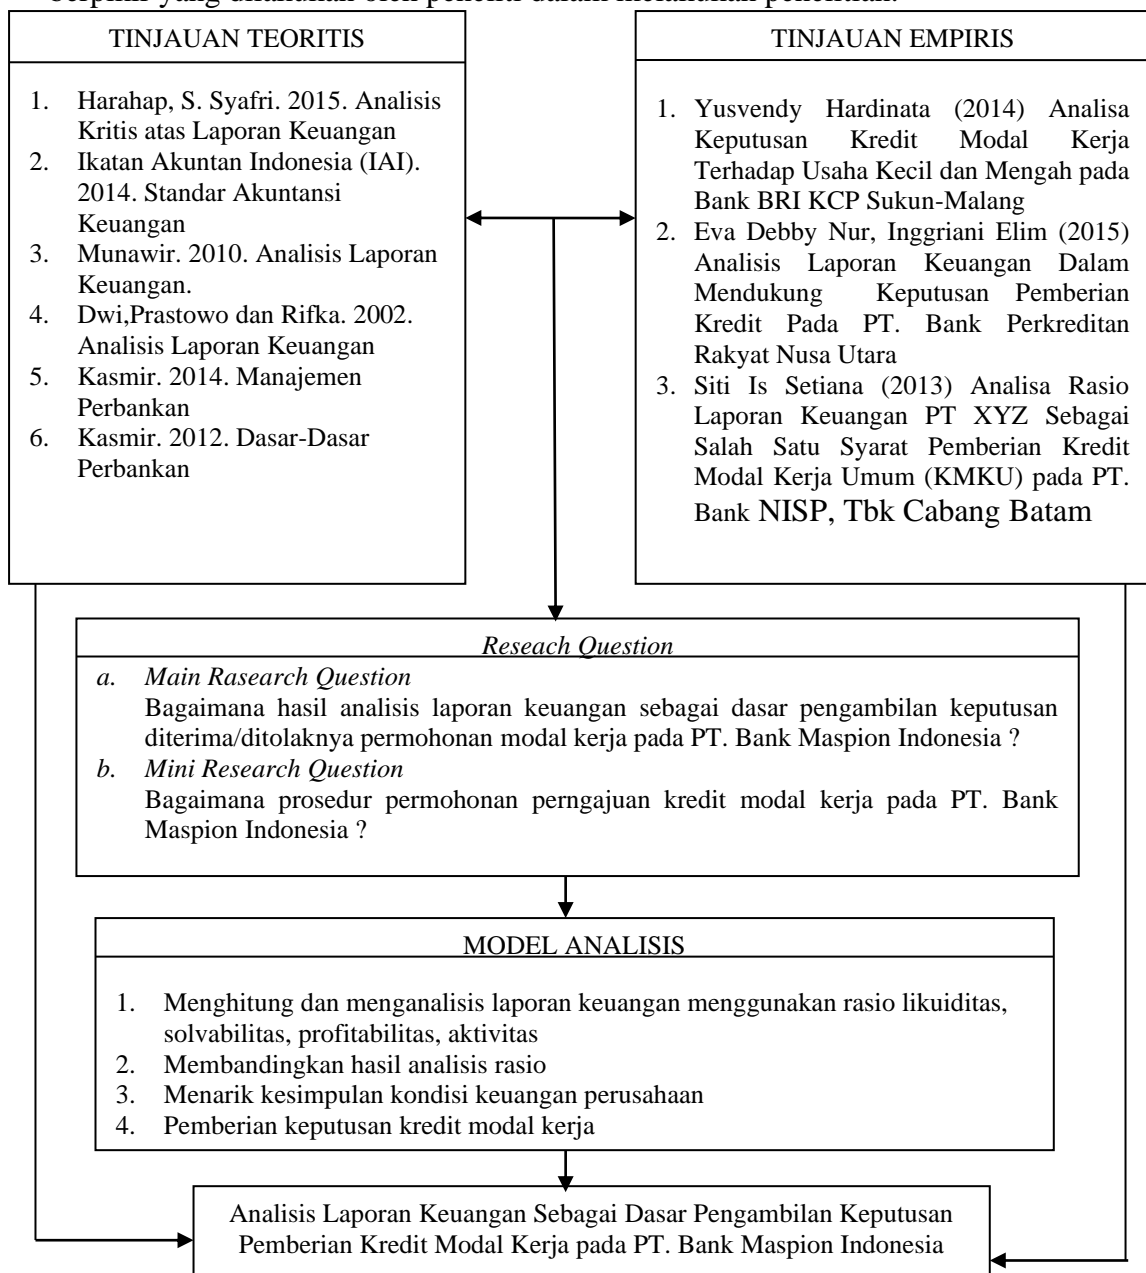 berpikir yang dilakukan oleh peneliti dalam melakukan penelitian.
TINJAUAN TEORITIS
1. Harahap, S. Syafri. 2015. Analisis
Kritis atas Laporan Keuangan
2. Ikatan Akuntan Indonesia (IAI).
2014. Standar Akuntansi
Keuangan
3. Munawir. 2010. Analisis Laporan
Keuangan.
4. Dwi,Prastowo dan Rifka. 2002.
Analisis Laporan Keuangan
5. Kasmir. 2014. Manajemen
Perbankan
6. Kasmir. 2012. Dasar-Dasar
Perbankan
TINJAUAN EMPIRIS
1. Yusvendy Hardinata (2014) Analisa
Keputusan Kredit Modal Kerja
Terhadap Usaha Kecil dan Mengah pada
Bank BRI KCP Sukun-Malang
2. Eva Debby Nur, Inggriani Elim (2015)
Analisis Laporan Keuangan Dalam
Mendukung Keputusan Pemberian
Kredit Pada PT. Bank Perkreditan
Rakyat Nusa Utara
3. Siti Is Setiana (2013) Analisa Rasio
Laporan Keuangan PT XYZ Sebagai
Salah Satu Syarat Pemberian Kredit
Modal Kerja Umum (KMKU) pada PT.
Bank NISP, Tbk Cabang Batam
Reseach Question
a. Main Rasearch Question
Bagaimana hasil analisis laporan keuangan sebagai dasar pengambilan keputusan
diterima/ditolaknya permohonan modal kerja pada PT. Bank Maspion Indonesia ?
b. Mini Research Question
Bagaimana prosedur permohonan perngajuan kredit modal kerja pada PT. Bank
Maspion Indonesia ?
MODEL ANALISIS
1. Menghitung dan menganalisis laporan keuangan menggunakan rasio likuiditas,
solvabilitas, profitabilitas, aktivitas
2. Membandingkan hasil analisis rasio
3. Menarik kesimpulan kondisi keuangan perusahaan
4. Pemberian keputusan kredit modal kerja
Analisis Laporan Keuangan Sebagai Dasar Pengambilan Keputusan
Pemberian Kredit Modal Kerja pada PT. Bank Maspion Indonesia